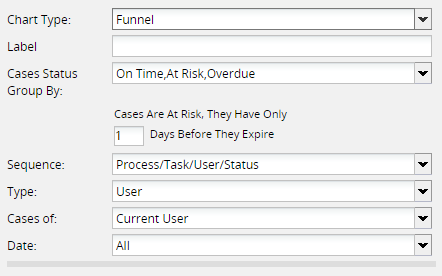 Chart Type: Funnel
Label
Cases Status Group By: On Time,At Risk,Overdue
Cases Are At Risk, They Have Only
1 Days Before They Expire
Sequence: Process/Task/User/Status
Type: User
Cases of: Current User
Date: All